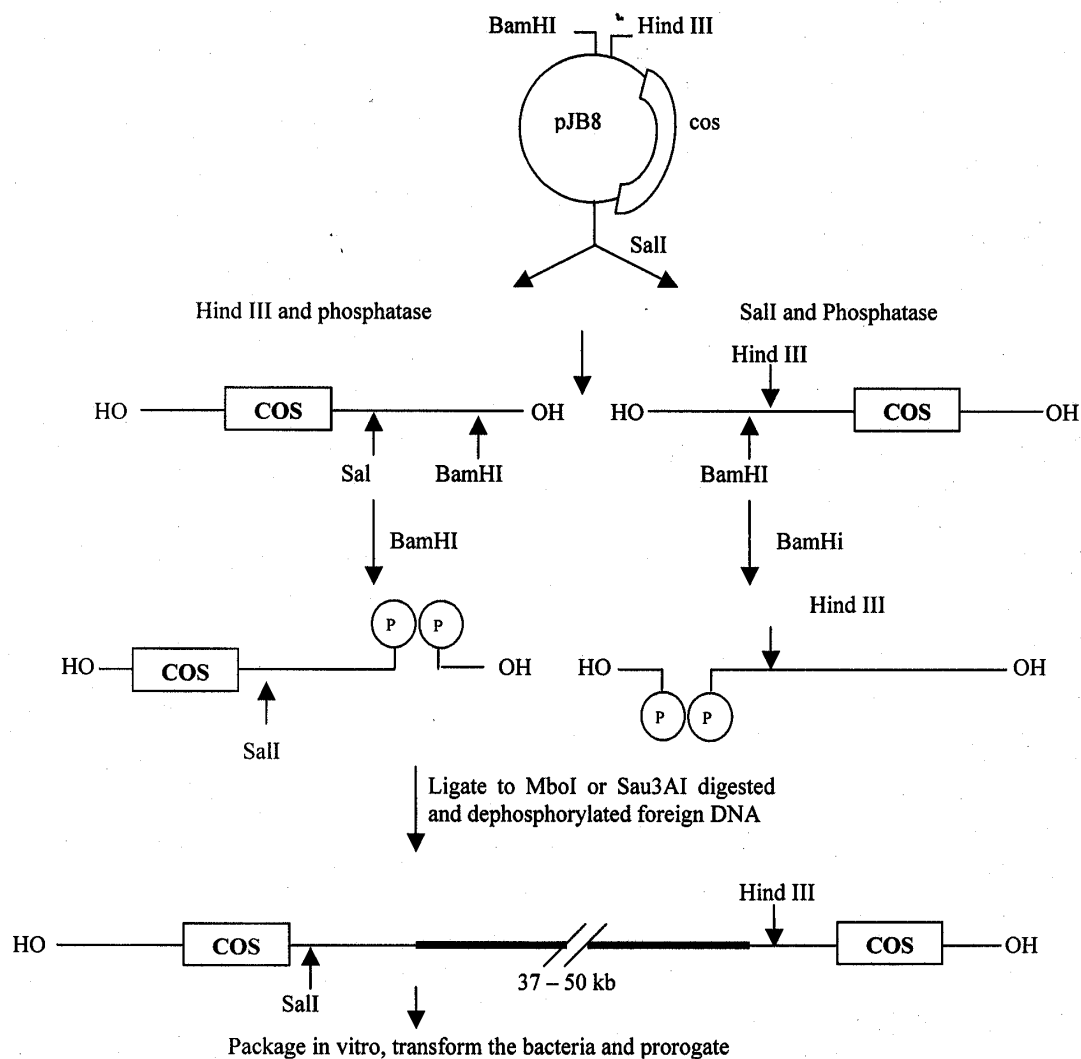 BamHI
Hind III
pJB8
cos
SalI
Hind III and phosphatase
SalI and Phosphatase
Hind III
HO
COS
OH
HO
COS
OH
Sal
BamHI
BamHI
BamHI
BamHi
Hind III
P
P
HO
COS
OH
HO
OH
P
P
SalI
Ligate to MboI or Sau3AI digested
and dephosphorylated foreign DNA
Hind III
HO
COS
COS
OH
37 – 50 kb
SalI
Package in vitro, transform the bacteria and prorogate